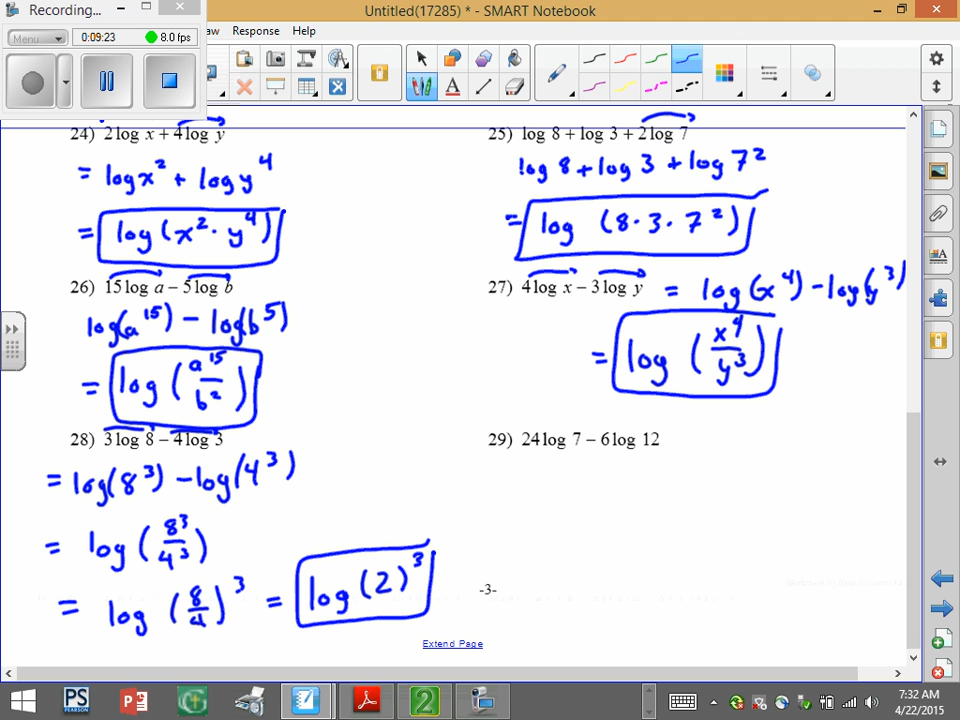 Recording...
Untitled(17285) * - SMART Notebook
Menu
0:09:23
8.0 fps
aw Response Help
24) 2 log x + 4 log y
= log x² + log y⁴
= log (x² · y⁴)
25) log 8 + log 3 + 2 log 7
log 8 + log 3 + log 7²
= log (8 · 3 · 7²)
26) 15 log a − 5 log b
log(a¹⁵) − log(b⁵)
= log (a¹⁵/b²)
27) 4 log x − 3 log y = log(x⁴) − log(y³)
= log (x⁴/y³)
28) 3 log 8 − 4 log 3
= log(8³) − log(4³)
= log (8³/4³)
= log (8/4)³ = log (2)³
29) 24 log 7 − 6 log 12
-3-
Extend Page
PS
PEARSON
P
2
7:32 AM
4/22/2015